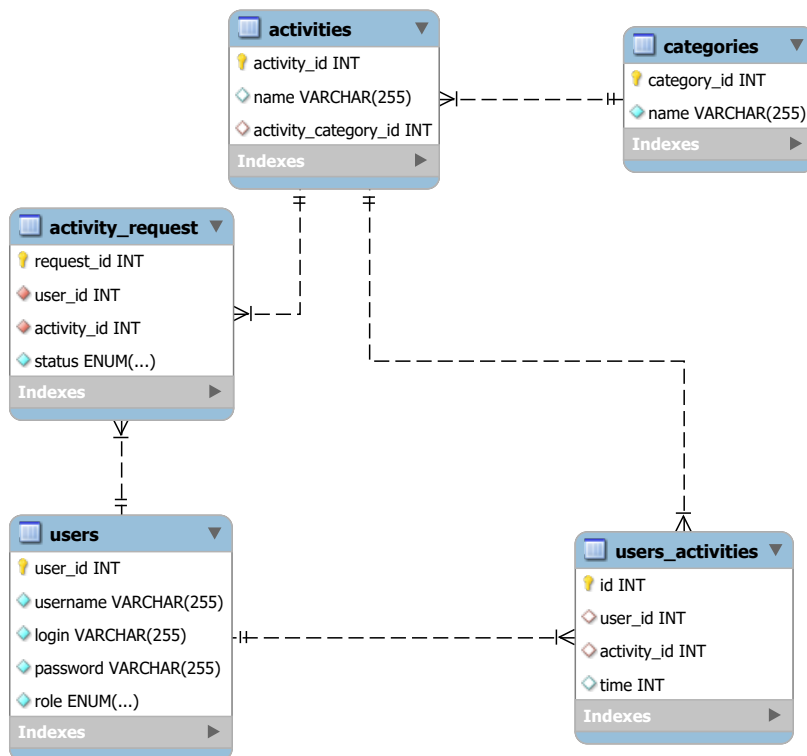 activities
activity_id INT
name VARCHAR(255)
activity_category_id INT
Indexes
categories
category_id INT
name VARCHAR(255)
Indexes
activity_request
request_id INT
user_id INT
activity_id INT
status ENUM(...)
Indexes
users
user_id INT
username VARCHAR(255)
login VARCHAR(255)
password VARCHAR(255)
role ENUM(...)
Indexes
users_activities
id INT
user_id INT
activity_id INT
time INT
Indexes